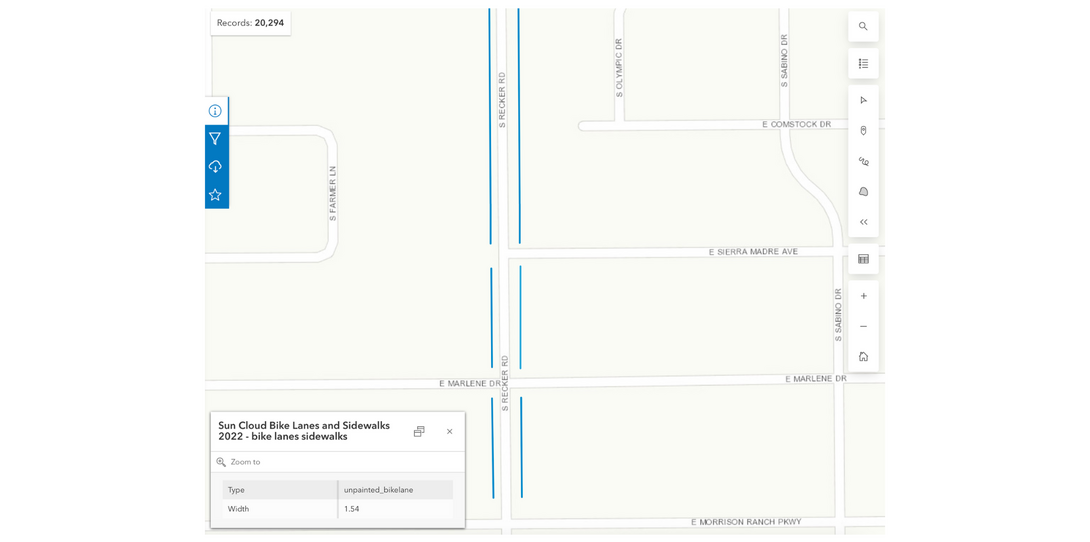 Records: 20,294
S RECKER RD
S OLYMPIC DR
S SABINO DR
E COMSTOCK DR
S FARMER LN
E SIERRA MADRE AVE
S SABINO DR
S RECKER RD
E MARLENE DR
E MARLENE DR
Sun Cloud Bike Lanes and Sidewalks
2022 - bike lanes sidewalks
Zoom to
Type unpainted_bikelane
Width 1.54
E MORRISON RANCH PKWY